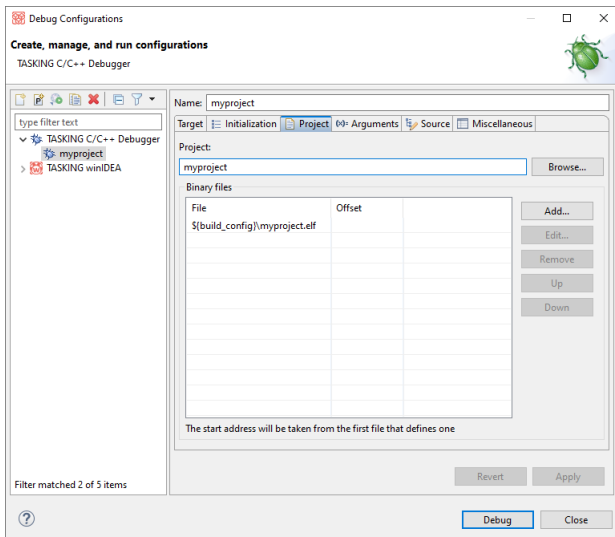 Debug Configurations
Create, manage, and run configurations
TASKING C/C++ Debugger
type filter text
TASKING C/C++ Debugger
myproject
TASKING winIDEA
Filter matched 2 of 5 items
Name: myproject
Target Initialization Project (x)= Arguments Source Miscellaneous
Project:
myproject Browse...
Binary files
File Offset
${build_config}\myproject.elf
Add...
Edit...
Remove
Up
Down
The start address will be taken from the first file that defines one
Revert Apply
Debug Close